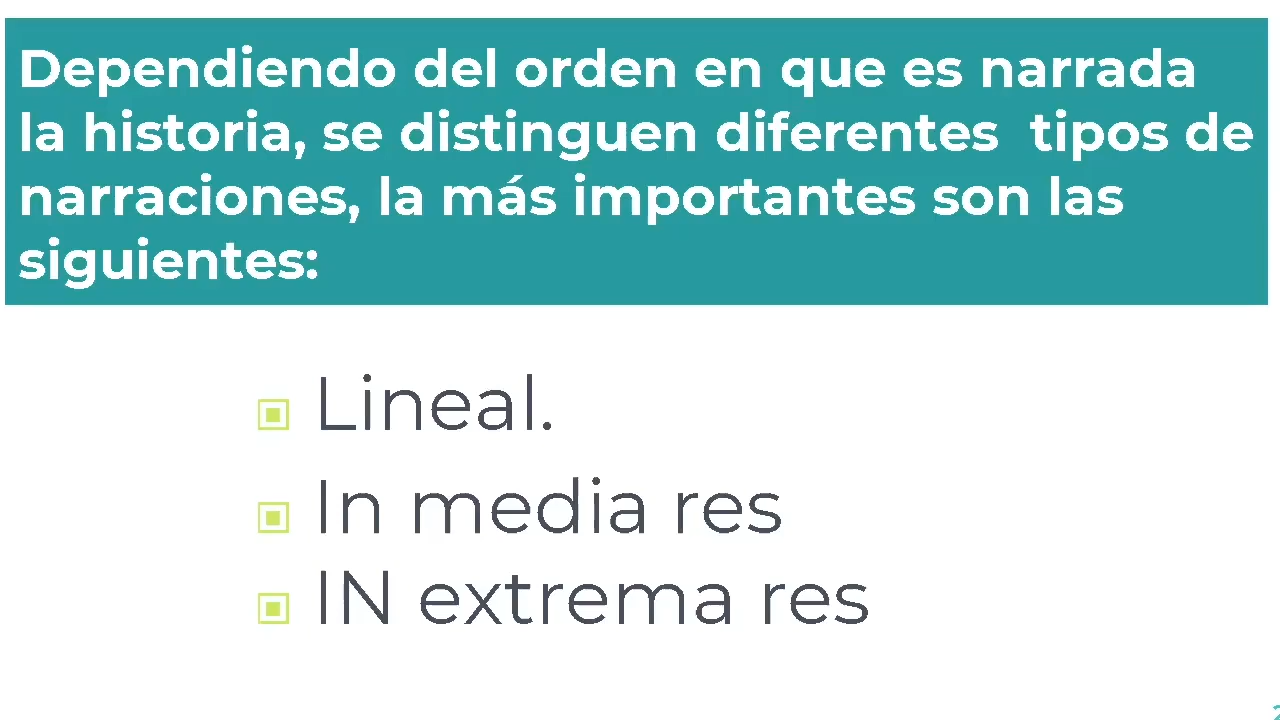 Dependiendo del orden en que es narrada
la historia, se distinguen diferentes  tipos de
narraciones, la más importantes son las
siguientes:
Lineal.
In media res
IN extrema res